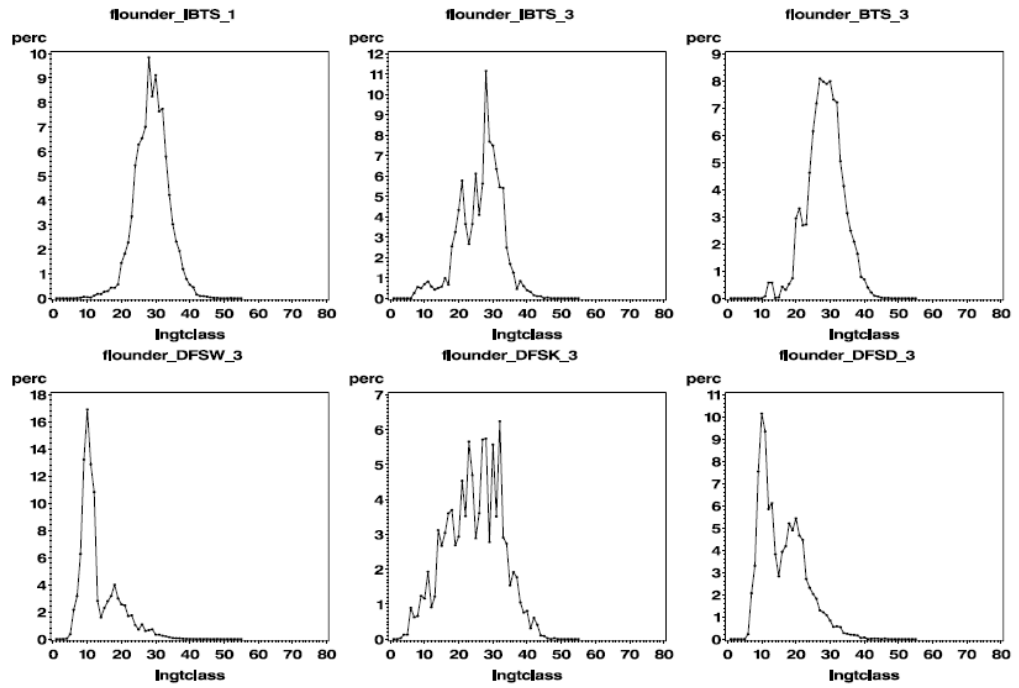 flounder_IBTS_1
perc
10
9
8
7
6
5
4
3
2
1
0
0 10 20 30 40 50 60 70 80
lngtclass
flounder_IBTS_3
perc
12
11
10
9
8
7
6
5
4
3
2
1
0
0 10 20 30 40 50 60 70 80
lngtclass
flounder_BTS_3
perc
9
8
7
6
5
4
3
2
1
0
0 10 20 30 40 50 60 70 80
lngtclass
flounder_DFSW_3
perc
18
16
14
12
10
8
6
4
2
0
0 10 20 30 40 50 60 70 80
lngtclass
flounder_DFSK_3
perc
7
6
5
4
3
2
1
0
0 10 20 30 40 50 60 70 80
lngtclass
flounder_DFSD_3
perc
11
10
9
8
7
6
5
4
3
2
1
0
0 10 20 30 40 50 60 70 80
lngtclass